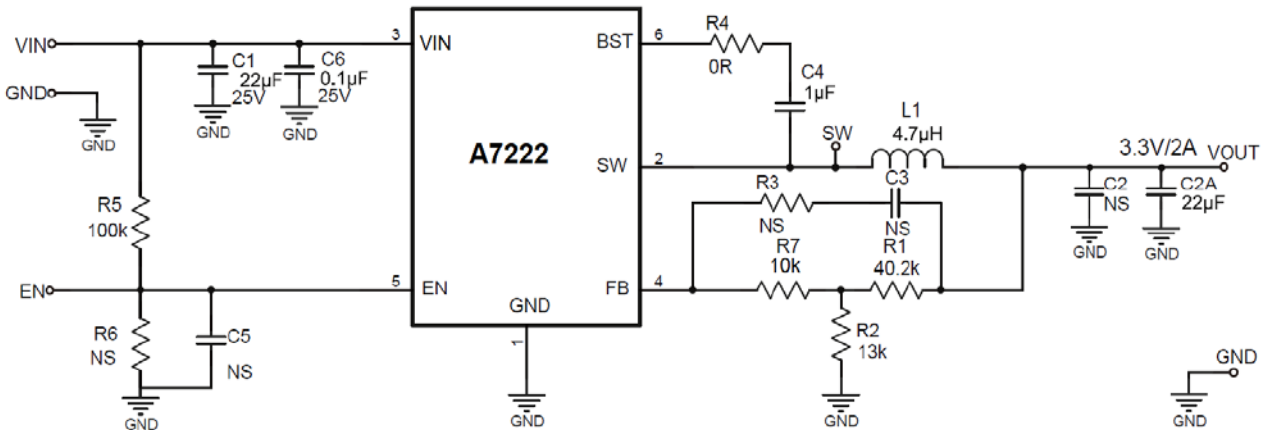 R4
VIN
3
VIN
BST
6
0R
C1
22µF
25V
C6
0.1µF
25V
C4
1µF
GND
GND
GND
GND
A7222
SW
L1
4.7µH
SW
2
3.3V/2A
VOUT
R3
NS
C3
NS
C2
NS
C2A
22µF
GND
GND
R5
100k
R7
10k
R1
40.2k
EN
5
EN
FB
4
GND
R6
NS
C5
NS
1
R2
13k
GND
GND
GND
GND
GND